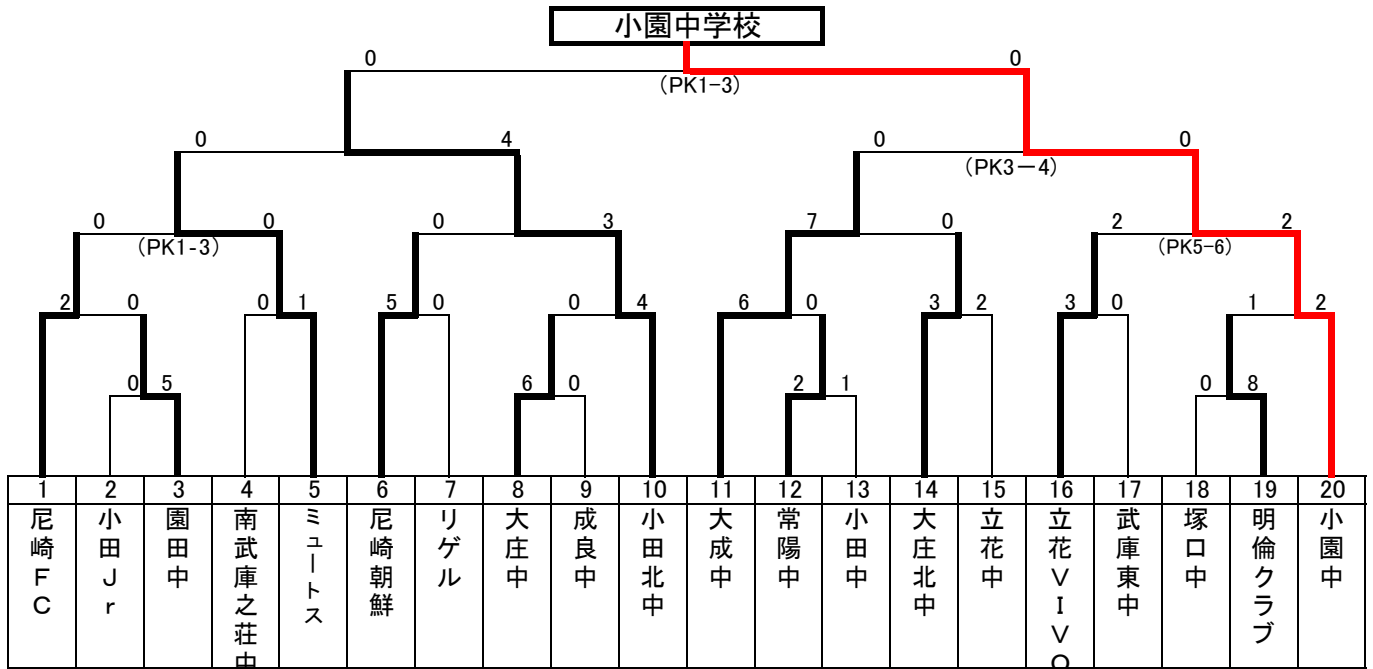 小園中学校
0 0
(PK1-3)
0 4 0 0
(PK3-4)
0 0 0 3 7 0 2 2
(PK1-3) (PK5-6)
2 0 0 1 5 0 0 4 6 0 3 2 3 0 1 2
0 5 6 0 2 1 0 8
1 2 3 4 5 6 7 8 9 10 11 12 13 14 15 16 17 18 19 20
尼崎FC
小田Jr
園田中
南武庫之荘中
ミュートス
尼崎朝鮮
リゲル
大庄中
成良中
小田北中
大成中
常陽中
小田中
大庄北中
立花中
立花VIVO
武庫東中
塚口中
明倫クラブ
小園中